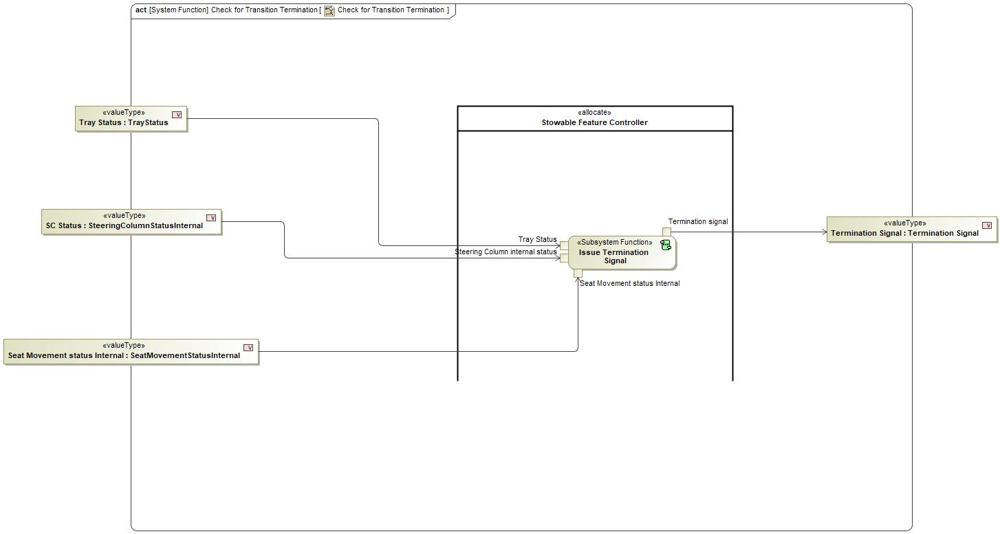 act [System Function] Check for Transition Termination [ Check for Transition Termination ]
«valueType»
Tray Status : TrayStatus
V
«allocate»
Stowable Feature Controller
«valueType»
SC Status : SteeringColumnStatusInternal
V
Termination signal
«valueType»
Termination Signal : Termination Signal
V
Tray Status
Steering Column internal status
«Subsystem Function»
Issue Termination
Signal
Seat Movement status Internal
«valueType»
Seat Movement status Internal : SeatMovementStatusInternal
V